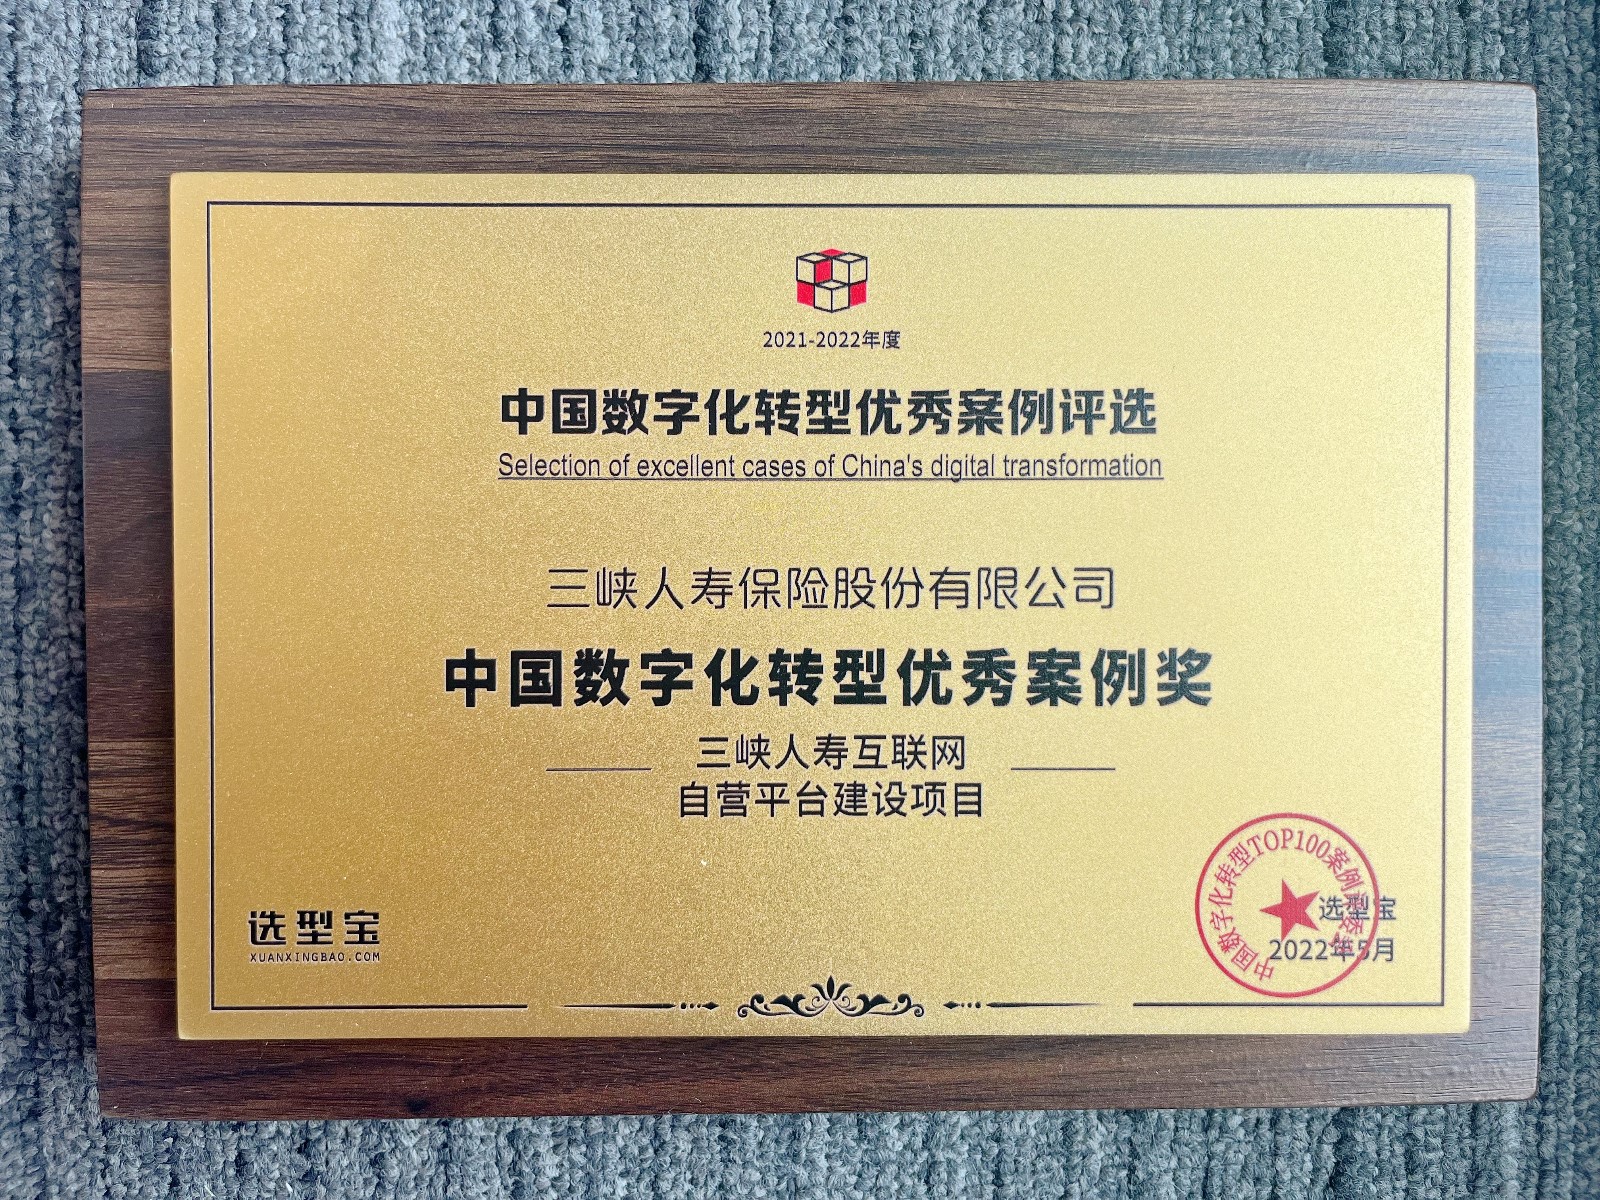 2021-2022年度
中国数字化转型优秀案例评选
Selection of excellent cases of China's digital transformation
三峡人寿保险股份有限公司
中国数字化转型优秀案例奖
三峡人寿互联网
自营平台建设项目
选型宝
XUANXINGBAO.COM
中国数字化转型TOP100案例评委会
选型宝
2022年5月